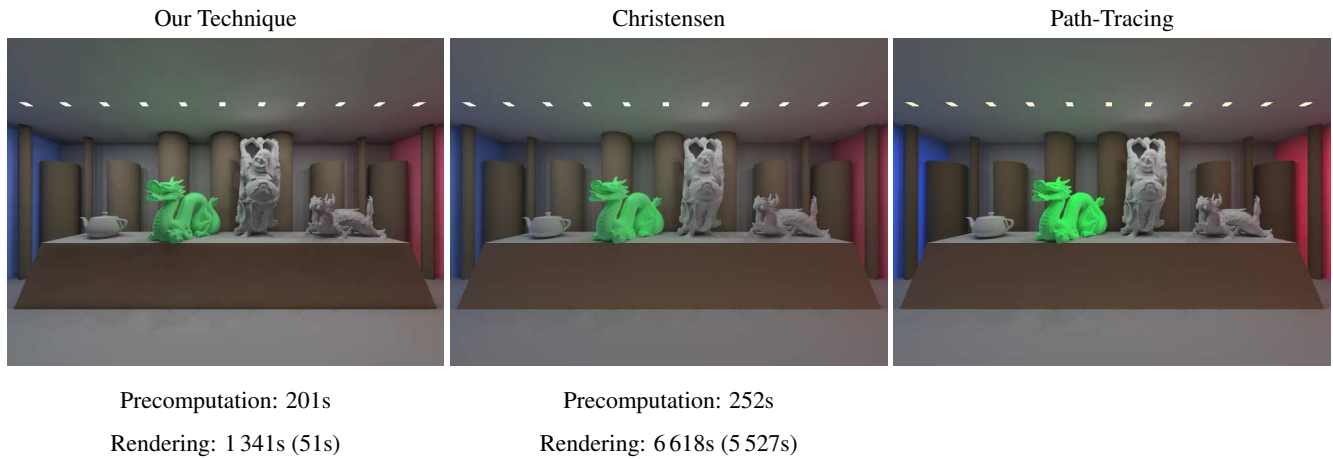 Our Technique
Christensen
Path-Tracing
Precomputation: 201s
Precomputation: 252s
Rendering: 1 341s (51s)
Rendering: 6 618s (5 527s)